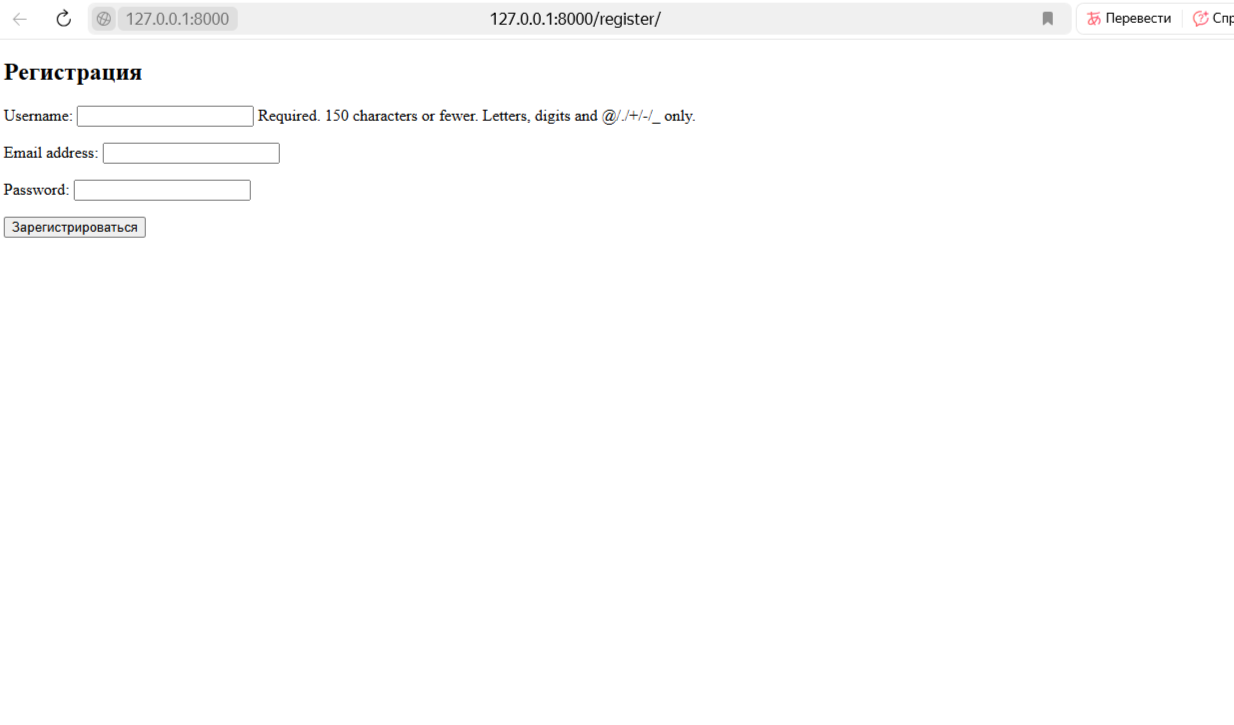 127.0.0.1:8000 127.0.0.1:8000/register/ Перевести
Регистрация
Username: Required. 150 characters or fewer. Letters, digits and @/./+/-/_ only.
Email address:
Password:
Зарегистрироваться